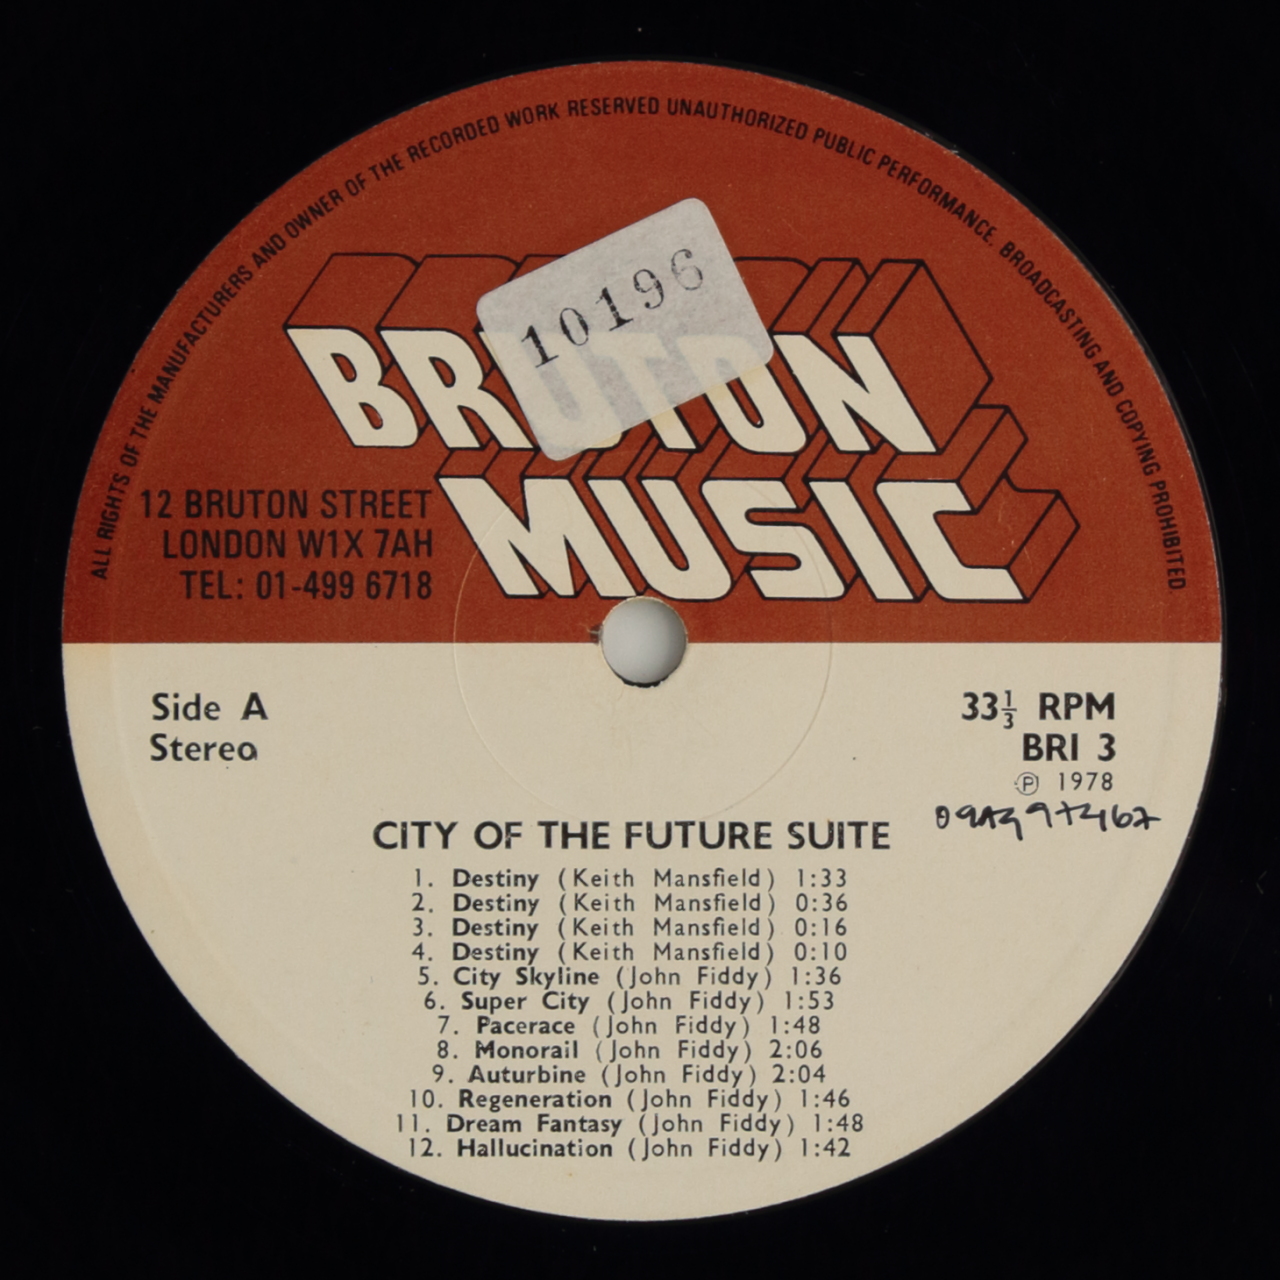 ALL RIGHTS OF THE MANUFACTURERS AND OWNER OF THE RECORDED WORK RESERVED UNAUTHORIZED PUBLIC PERFORMANCE, BROADCASTING AND COPYING PROHIBITED
10196
BRUTON
MUSIC
12 BRUTON STREET
LONDON W1X 7AH
TEL: 01-499 6718
Side A
Stereo
33⅓ RPM
BRI 3
℗ 1978
CITY OF THE FUTURE SUITE
1. Destiny (Keith Mansfield) 1:33
2. Destiny (Keith Mansfield) 0:36
3. Destiny (Keith Mansfield) 0:16
4. Destiny (Keith Mansfield) 0:10
5. City Skyline (John Fiddy) 1:36
6. Super City (John Fiddy) 1:53
7. Pacerace (John Fiddy) 1:48
8. Monorail (John Fiddy) 2:06
9. Auturbine (John Fiddy) 2:04
10. Regeneration (John Fiddy) 1:46
11. Dream Fantasy (John Fiddy) 1:48
12. Hallucination (John Fiddy) 1:42